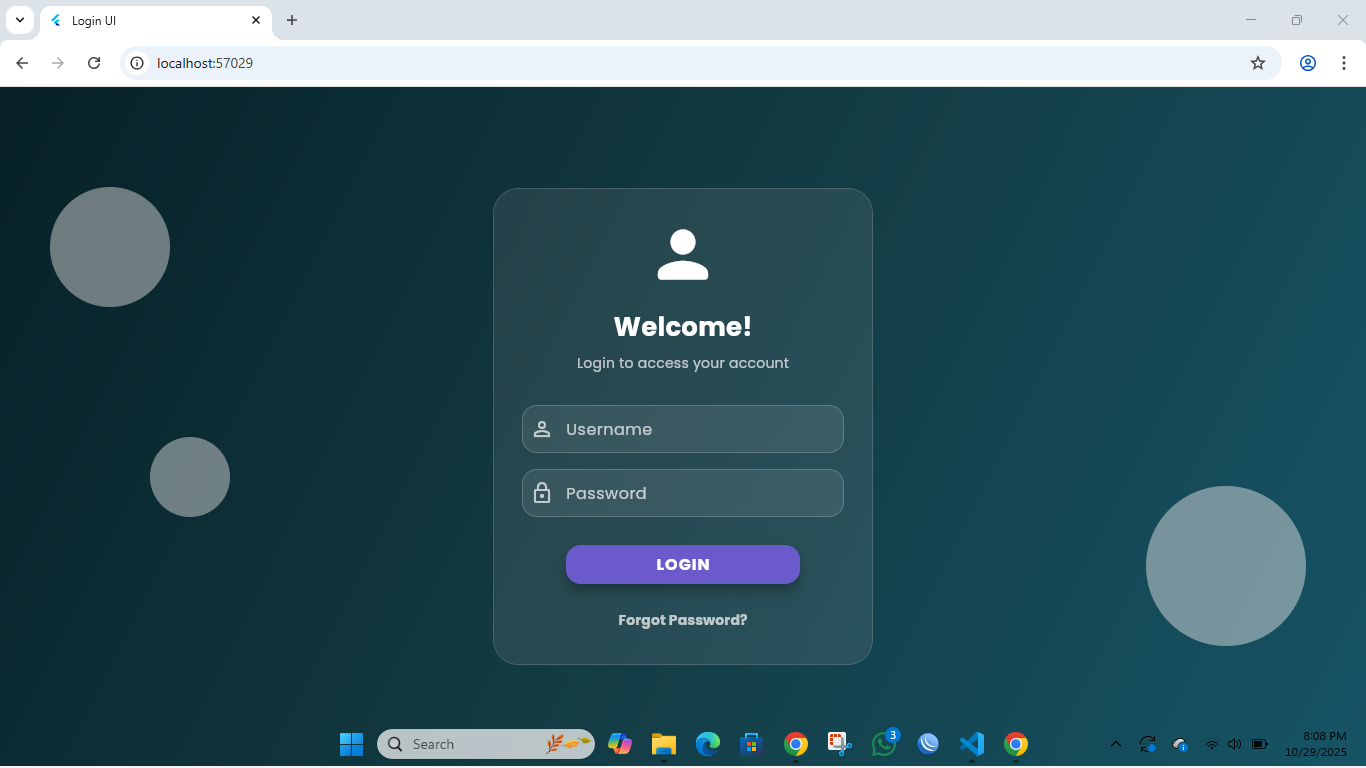 Login UI
localhost:57029
Welcome!
Login to access your account
Username
Password
LOGIN
Forgot Password?
Search
3
8:08 PM
10/29/2025